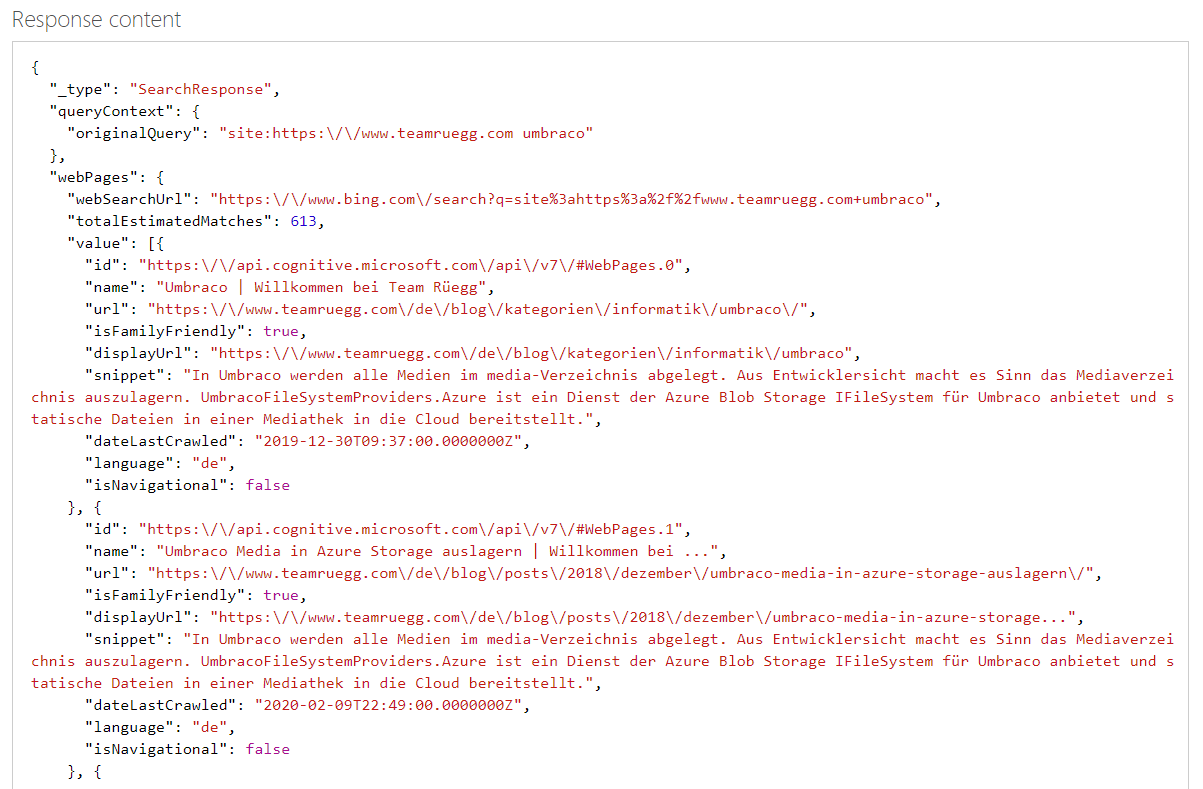 Response content
{
"_type": "SearchResponse",
"queryContext": {
"originalQuery": "site:https:\/\/www.teamruegg.com umbraco"
},
"webPages": {
"webSearchUrl": "https:\/\/www.bing.com\/search?q=site%3ahttps%3a%2f%2fwww.teamruegg.com+umbraco",
"totalEstimatedMatches": 613,
"value": [{
"id": "https:\/\/api.cognitive.microsoft.com\/api\/v7\/#WebPages.0",
"name": "Umbraco | Willkommen bei Team Rüegg",
"url": "https:\/\/www.teamruegg.com\/de\/blog\/kategorien\/informatik\/umbraco\/",
"isFamilyFriendly": true,
"displayUrl": "https:\/\/www.teamruegg.com\/de\/blog\/kategorien\/informatik\/umbraco",
"snippet": "In Umbraco werden alle Medien im media-Verzeichnis abgelegt. Aus Entwicklersicht macht es Sinn das Mediaverzei
chnis auszulagern. UmbracoFileSystemProviders.Azure ist ein Dienst der Azure Blob Storage IFileSystem für Umbraco anbietet und s
tatische Dateien in einer Mediathek in die Cloud bereitstellt.",
"dateLastCrawled": "2019-12-30T09:37:00.0000000Z",
"language": "de",
"isNavigational": false
}, {
"id": "https:\/\/api.cognitive.microsoft.com\/api\/v7\/#WebPages.1",
"name": "Umbraco Media in Azure Storage auslagern | Willkommen bei ...",
"url": "https:\/\/www.teamruegg.com\/de\/blog\/posts\/2018\/dezember\/umbraco-media-in-azure-storage-auslagern\/",
"isFamilyFriendly": true,
"displayUrl": "https:\/\/www.teamruegg.com\/de\/blog\/posts\/2018\/dezember\/umbraco-media-in-azure-storage...",
"snippet": "In Umbraco werden alle Medien im media-Verzeichnis abgelegt. Aus Entwicklersicht macht es Sinn das Mediaverzei
chnis auszulagern. UmbracoFileSystemProviders.Azure ist ein Dienst der Azure Blob Storage IFileSystem für Umbraco anbietet und s
tatische Dateien in einer Mediathek in die Cloud bereitstellt.",
"dateLastCrawled": "2020-02-09T22:49:00.0000000Z",
"language": "de",
"isNavigational": false
}, {